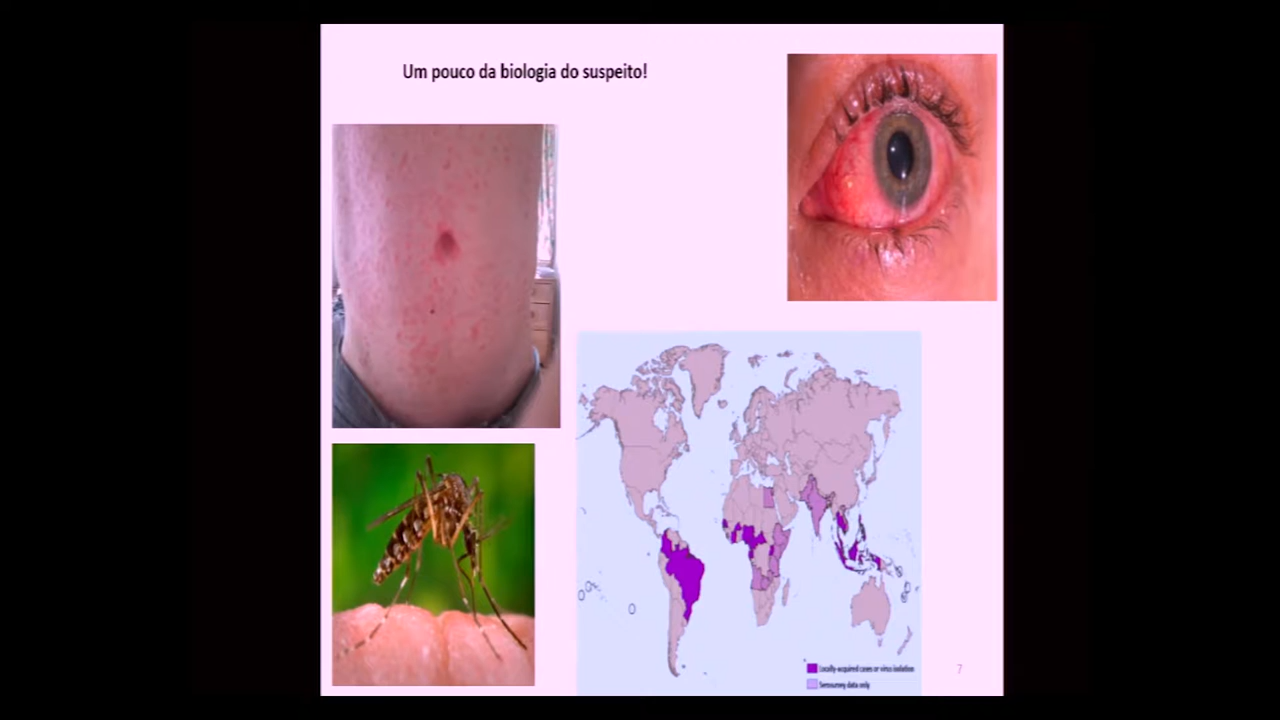 Um pouco da biologia do suspeito!
Locally-acquired cases or virus isolation
Serosurvey data only
7